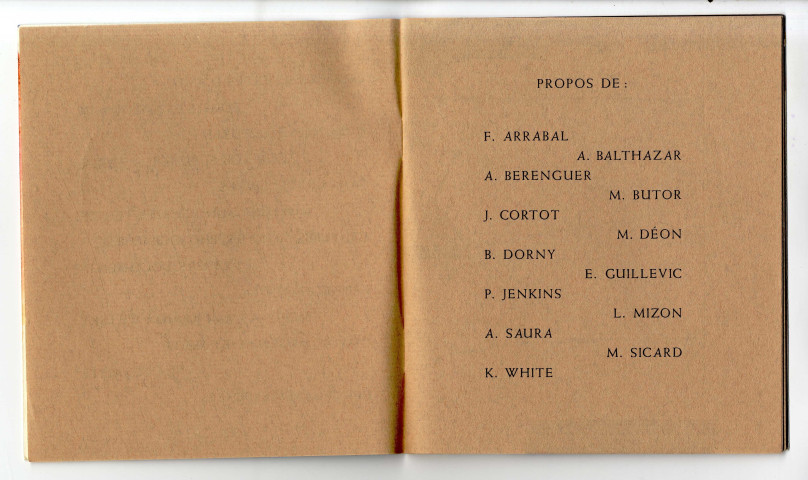 PROPOS DE :
F. ARRABAL
A. BALTHAZAR
A. BERENGUER
M. BUTOR
J. CORTOT
M. DÉON
B. DORNY
E. GUILLEVIC
P. JENKINS
L. MIZON
A. SAURA
M. SICARD
K. WHITE